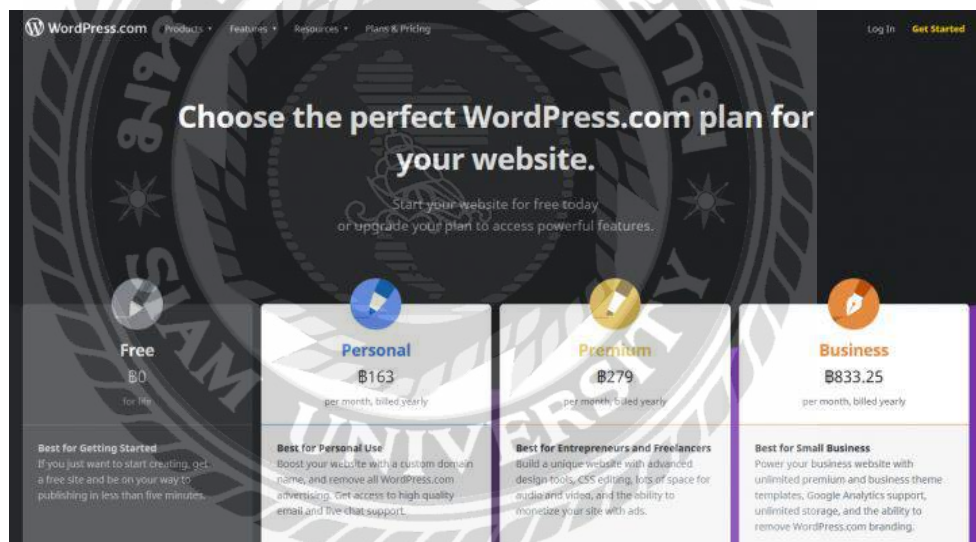 WordPress.com Products Features Resources Plans & Pricing Log In Get Started
Choose the perfect WordPress.com plan for
your website.
Start your website for free today
or upgrade your plan to access powerful features.
Free
฿0
for life
Best for Getting Started
If you just want to start creating, get
a free site and be on your way to
publishing in less than five minutes.
Personal
฿163
per month, billed yearly
Best for Personal Use
Boost your website with a custom domain
name, and remove all WordPress.com
advertising. Get access to high quality
email and live chat support.
Premium
฿279
per month, billed yearly
Best for Entrepreneurs and Freelancers
Build a unique website with advanced
design tools, CSS editing, lots of space for
audio and video, and the ability to
monetize your site with ads.
Business
฿833.25
per month, billed yearly
Best for Small Business
Power your business website with
unlimited premium and business theme
templates, Google Analytics support,
unlimited storage, and the ability to
remove WordPress.com branding.
SIAM UNIVERSITY